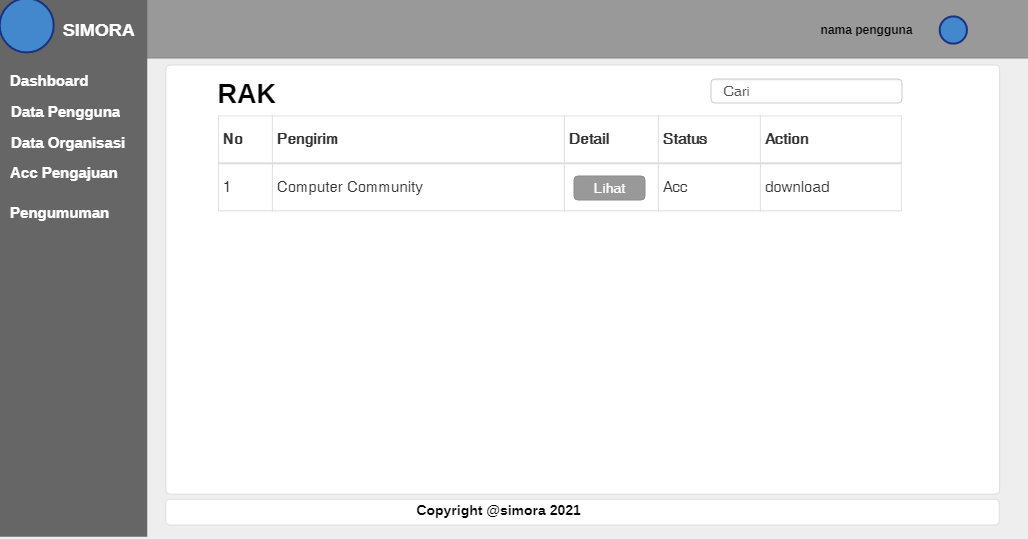 SIMORA
nama pengguna
Dashboard
Data Pengguna
Data Organisasi
Acc Pengajuan
Pengumuman
RAK
Cari
No Pengirim Detail Status Action
1 Computer Community Lihat Acc download
Copyright @simora 2021